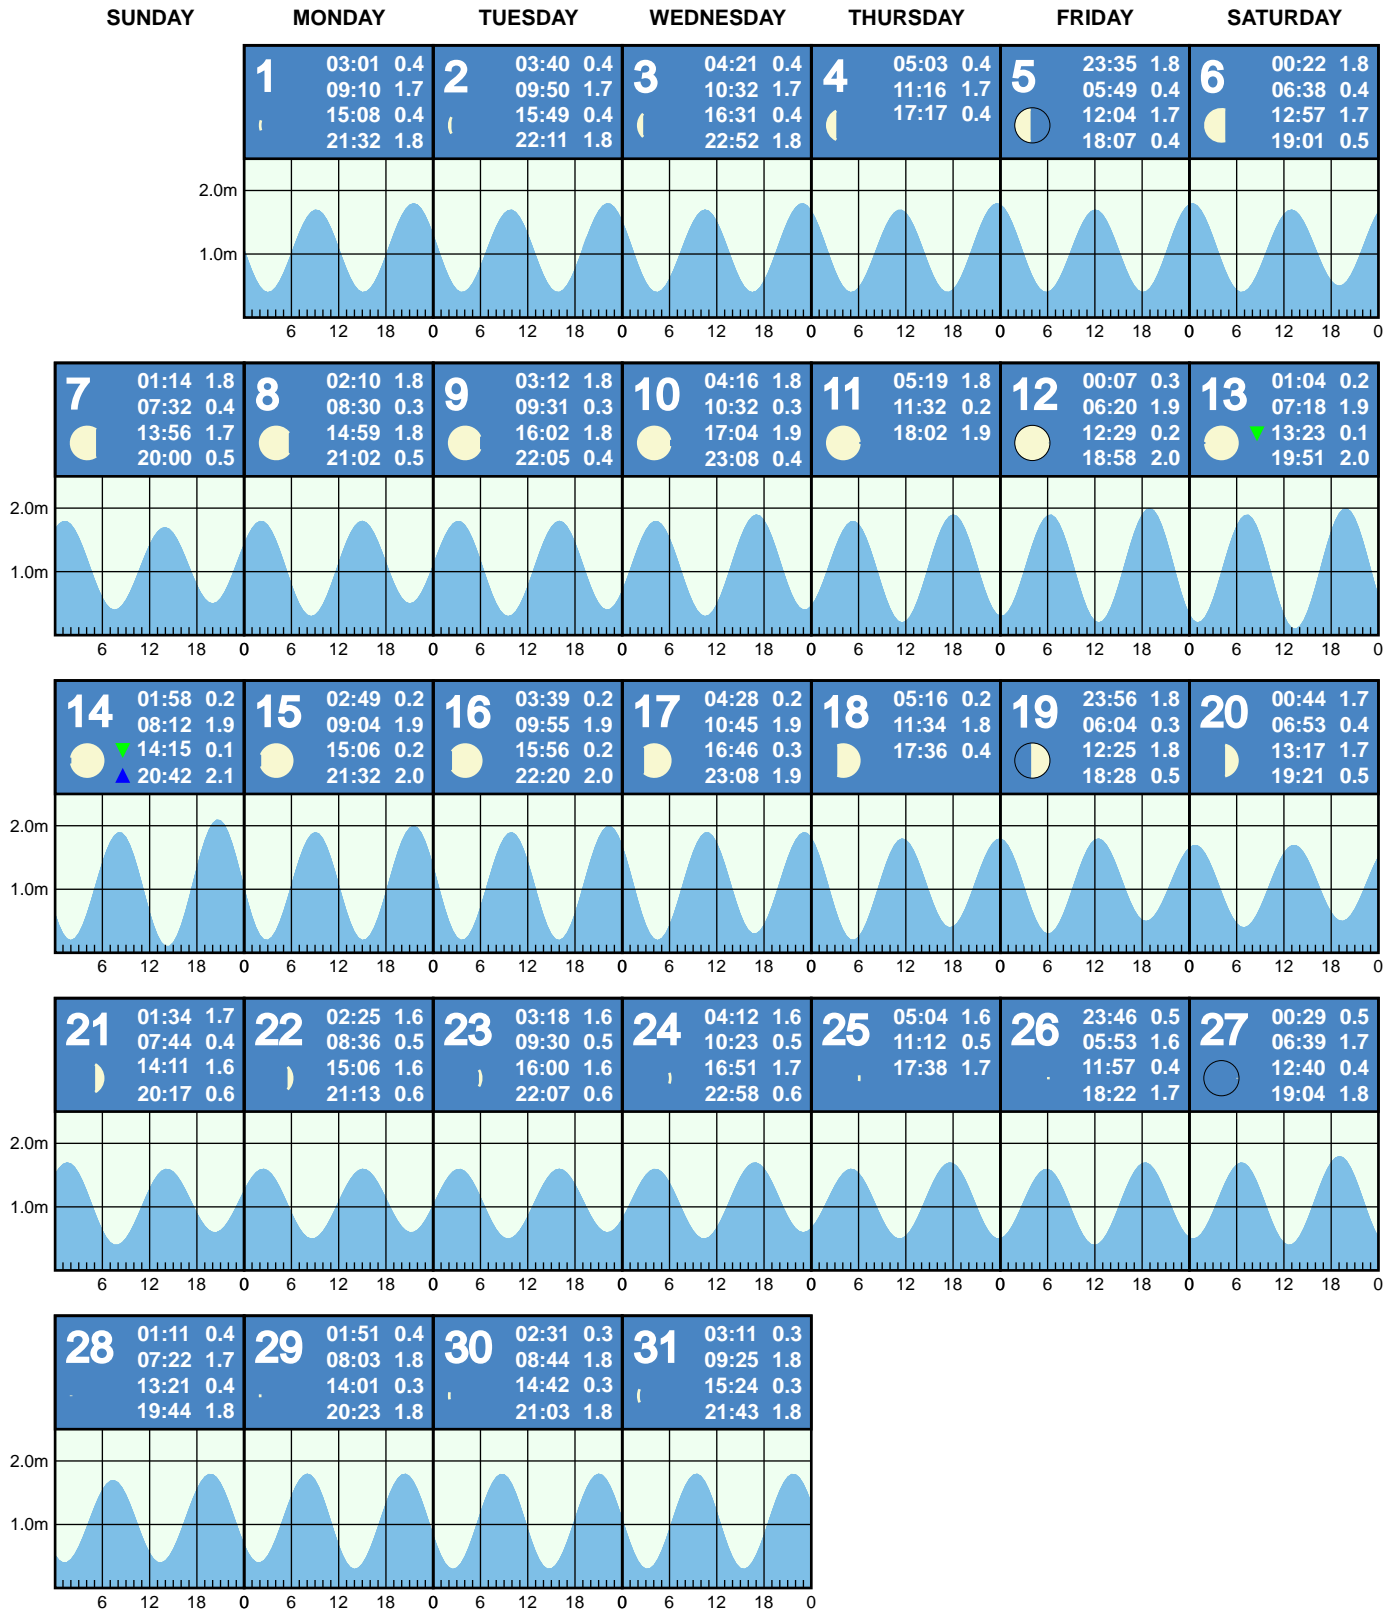 SUNDAY MONDAY TUESDAY WEDNESDAY THURSDAY FRIDAY SATURDAY
1 03:01 0.4
09:10 1.7
15:08 0.4
21:32 1.8
2 03:40 0.4
09:50 1.7
15:49 0.4
22:11 1.8
3 04:21 0.4
10:32 1.7
16:31 0.4
22:52 1.8
4 05:03 0.4
11:16 1.7
17:17 0.4
5 23:35 1.8
05:49 0.4
12:04 1.7
18:07 0.4
6 00:22 1.8
06:38 0.4
12:57 1.7
19:01 0.5
2.0m
1.0m
6 12 18 0 6 12 18 0 6 12 18 0 6 12 18 0 6 12 18 0 6 12 18 0
7 01:14 1.8
07:32 0.4
13:56 1.7
20:00 0.5
8 02:10 1.8
08:30 0.3
14:59 1.8
21:02 0.5
9 03:12 1.8
09:31 0.3
16:02 1.8
22:05 0.4
10 04:16 1.8
10:32 0.3
17:04 1.9
23:08 0.4
11 05:19 1.8
11:32 0.2
18:02 1.9
12 00:07 0.3
06:20 1.9
12:29 0.2
18:58 2.0
13 01:04 0.2
07:18 1.9
13:23 0.1
19:51 2.0
2.0m
1.0m
6 12 18 0 6 12 18 0 6 12 18 0 6 12 18 0 6 12 18 0 6 12 18 0 6 12 18 0
14 01:58 0.2
08:12 1.9
14:15 0.1
20:42 2.1
15 02:49 0.2
09:04 1.9
15:06 0.2
21:32 2.0
16 03:39 0.2
09:55 1.9
15:56 0.2
22:20 2.0
17 04:28 0.2
10:45 1.9
16:46 0.3
23:08 1.9
18 05:16 0.2
11:34 1.8
17:36 0.4
19 23:56 1.8
06:04 0.3
12:25 1.8
18:28 0.5
20 00:44 1.7
06:53 0.4
13:17 1.7
19:21 0.5
2.0m
1.0m
6 12 18 0 6 12 18 0 6 12 18 0 6 12 18 0 6 12 18 0 6 12 18 0 6 12 18 0
21 01:34 1.7
07:44 0.4
14:11 1.6
20:17 0.6
22 02:25 1.6
08:36 0.5
15:06 1.6
21:13 0.6
23 03:18 1.6
09:30 0.5
16:00 1.6
22:07 0.6
24 04:12 1.6
10:23 0.5
16:51 1.7
22:58 0.6
25 05:04 1.6
11:12 0.5
17:38 1.7
26 23:46 0.5
05:53 1.6
11:57 0.4
18:22 1.7
27 00:29 0.5
06:39 1.7
12:40 0.4
19:04 1.8
2.0m
1.0m
6 12 18 0 6 12 18 0 6 12 18 0 6 12 18 0 6 12 18 0 6 12 18 0 6 12 18 0
28 01:11 0.4
07:22 1.7
13:21 0.4
19:44 1.8
29 01:51 0.4
08:03 1.8
14:01 0.3
20:23 1.8
30 02:31 0.3
08:44 1.8
14:42 0.3
21:03 1.8
31 03:11 0.3
09:25 1.8
15:24 0.3
21:43 1.8
2.0m
1.0m
6 12 18 0 6 12 18 0 6 12 18 0 6 12 18 0